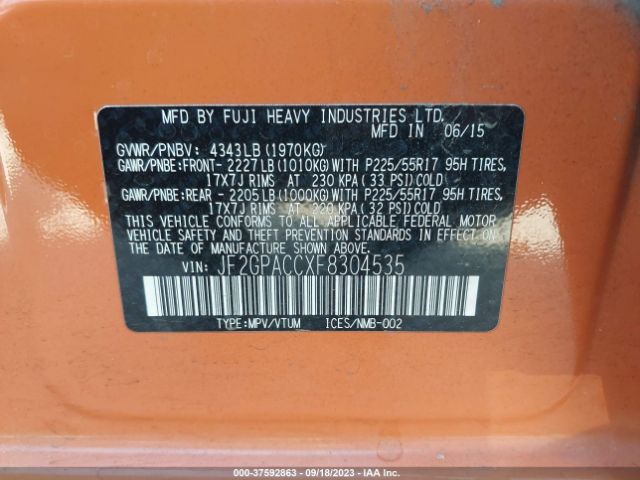 MFD BY FUJI HEAVY INDUSTRIES LTD.
MFD IN 06/15
GVWR/PNBV: 4343LB(1970KG)
GAWR/PNBE:FRONT- 2227LB(1010KG)WITH P225/55R17 95H TIRES,
17X7J RIMS AT 230 KPA(33 PSI)COLD
GAWR/PNBE:REAR - 2205LB(1000KG)WITH P225/55R17 95H TIRES,
17X7J RIMS AT 220 KPA(32 PSI)COLD
THIS VEHICLE CONFORMS TO ALL APPLICABLE FEDERAL MOTOR
VEHICLE SAFETY AND BUMPER STANDARDS IN EFFECT ON THE DATE
OF MANUFACTURE SHOWN ABOVE.
VIN: JF2GPACCXF8304535
TYPE:MPV/VTUM ICES/NMB-002
000-37592863 - 09/18/2023 - IAA Inc.